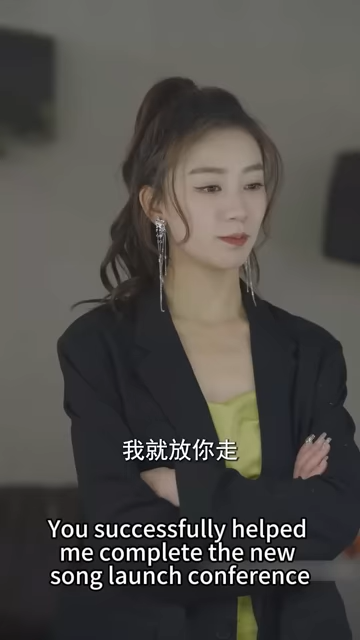 我就放你走
You successfully helped
me complete the new
song launch conference